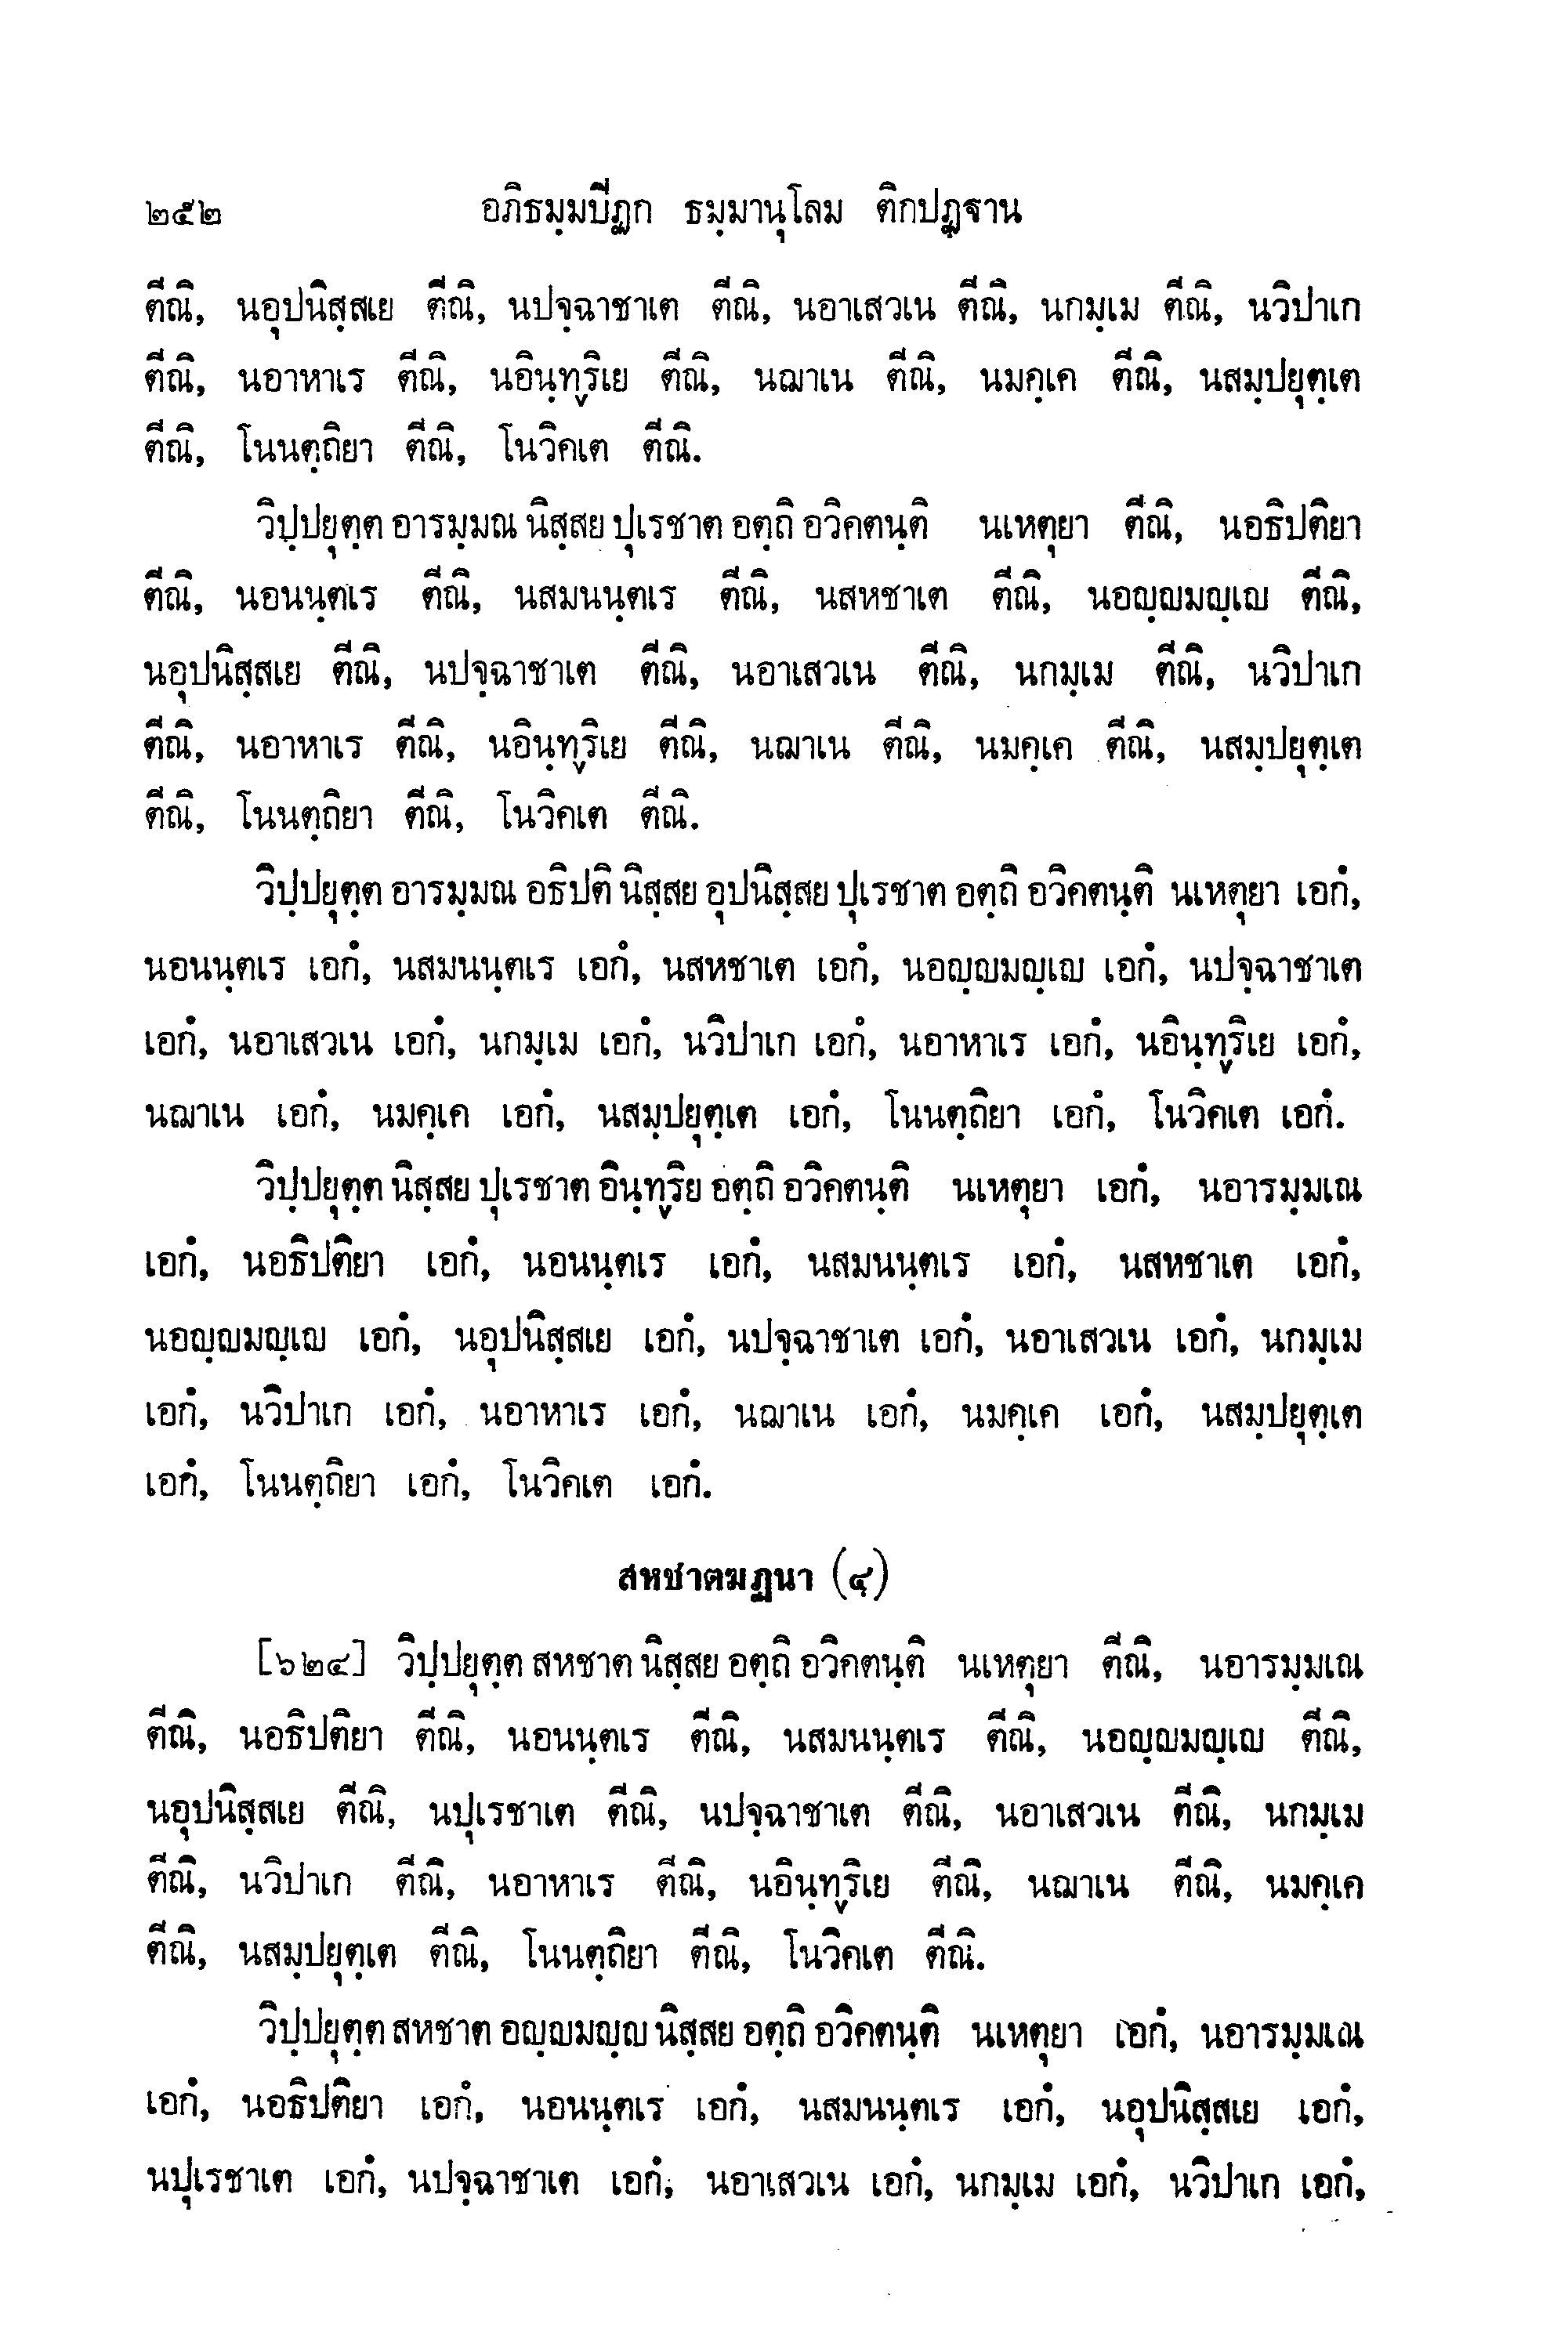 ๒๕๒ อภิธมฺมปีฏก ธมฺมานุโลม ติกปฏฺฐาน
ตีณิ, นอุปนิสฺสเย ตีณิ, นปจฺฉาชาเต ตีณิ, นอาเสวเน ตีณิ, นกมฺเม ตีณิ, นวิปาเก
ตีณิ, นอาหาเร ตีณิ, นอินฺทฺริเย ตีณิ, นฌาเน ตีณิ, นมคฺเค ตีณิ, นสมฺปยุตฺเต
ตีณิ, โนนตฺถิยา ตีณิ, โนวิคเต ตีณิ.
วิปฺปยุตฺต อารมฺมณ นิสฺสย ปุเรชาต อตฺถิ อวิคตนฺติ นเหตุยา ตีณิ, นอธิปติยา
ตีณิ, นอนนฺตเร ตีณิ, นสมนนฺตเร ตีณิ, นสหชาเต ตีณิ, นอญฺญมญฺเญ ตีณิ,
นอุปนิสฺสเย ตีณิ, นปจฺฉาชาเต ตีณิ, นอาเสวเน ตีณิ, นกมฺเม ตีณิ, นวิปาเก
ตีณิ, นอาหาเร ตีณิ, นอินฺทฺริเย ตีณิ, นฌาเน ตีณิ, นมคฺเค ตีณิ, นสมฺปยุตฺเต
ตีณิ, โนนตฺถิยา ตีณิ, โนวิคเต ตีณิ.
วิปฺปยุตฺต อารมฺมณ อธิปติ นิสฺสย อุปนิสฺสย ปุเรชาต อตฺถิ อวิคตนฺติ นเหตุยา เอกํ,
นอนนฺตเร เอกํ, นสมนนฺตเร เอกํ, นสหชาเต เอกํ, นอญฺญมญฺเญ เอกํ, นปจฺฉาชาเต
เอกํ, นอาเสวเน เอกํ, นกมฺเม เอกํ, นวิปาเก เอกํ, นอาหาเร เอกํ, นอินฺทฺริเย เอกํ,
นฌาเน เอกํ, นมคฺเค เอกํ, นสมฺปยุตฺเต เอกํ, โนนตฺถิยา เอกํ, โนวิคเต เอกํ.
วิปฺปยุตฺต นิสฺสย ปุเรชาต อินฺทฺริย อตฺถิ อวิคตนฺติ นเหตุยา เอกํ, นอารมฺมเณ
เอกํ, นอธิปติยา เอกํ, นอนนฺตเร เอกํ, นสมนนฺตเร เอกํ, นสหชาเต เอกํ,
นอญฺญมญฺเญ เอกํ, นอุปนิสฺสเย เอกํ, นปจฺฉาชาเต เอกํ, นอาเสวเน เอกํ, นกมฺเม
เอกํ, นวิปาเก เอกํ, นอาหาเร เอกํ, นฌาเน เอกํ, นมคฺเค เอกํ, นสมฺปยุตฺเต
เอกํ, โนนตฺถิยา เอกํ, โนวิคเต เอกํ.
สหชาตฆฏนา (๔)
[๖๒๔] วิปฺปยุตฺต สหชาต นิสฺสย อตฺถิ อวิคตนฺติ นเหตุยา ตีณิ, นอารมฺมเณ
ตีณิ, นอธิปติยา ตีณิ, นอนนฺตเร ตีณิ, นสมนนฺตเร ตีณิ, นอญฺญมญฺเญ ตีณิ,
นอุปนิสฺสเย ตีณิ, นปุเรชาเต ตีณิ, นปจฺฉาชาเต ตีณิ, นอาเสวเน ตีณิ, นกมฺเม
ตีณิ, นวิปาเก ตีณิ, นอาหาเร ตีณิ, นอินฺทฺริเย ตีณิ, นฌาเน ตีณิ, นมคฺเค
ตีณิ, นสมฺปยุตฺเต ตีณิ, โนนตฺถิยา ตีณิ, โนวิคเต ตีณิ.
วิปฺปยุตฺต สหชาต อญฺญมญฺญ นิสฺสย อตฺถิ อวิคตนฺติ นเหตุยา เอกํ, นอารมฺมเณ
เอกํ, นอธิปติยา เอกํ, นอนนฺตเร เอกํ, นสมนนฺตเร เอกํ, นอุปนิสฺสเย เอกํ,
นปุเรชาเต เอกํ, นปจฺฉาชาเต เอกํ, นอาเสวเน เอกํ, นกมฺเม เอกํ, นวิปาเก เอกํ,